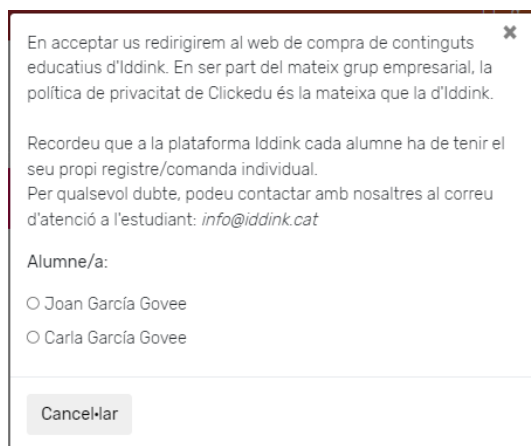 En acceptar us redirigirem al web de compra de continguts
educatius d'Iddink. En ser part del mateix grup empresarial, la
política de privacitat de Clickedu és la mateixa que la d'Iddink.
Recordeu que a la plataforma Iddink cada alumne ha de tenir el
seu propi registre/comanda individual.
Per qualsevol dubte, podeu contactar amb nosaltres al correu
d'atenció a l'estudiant: info@iddink.cat
Alumne/a:
Joan García Govee
Carla García Govee
Cancel·lar